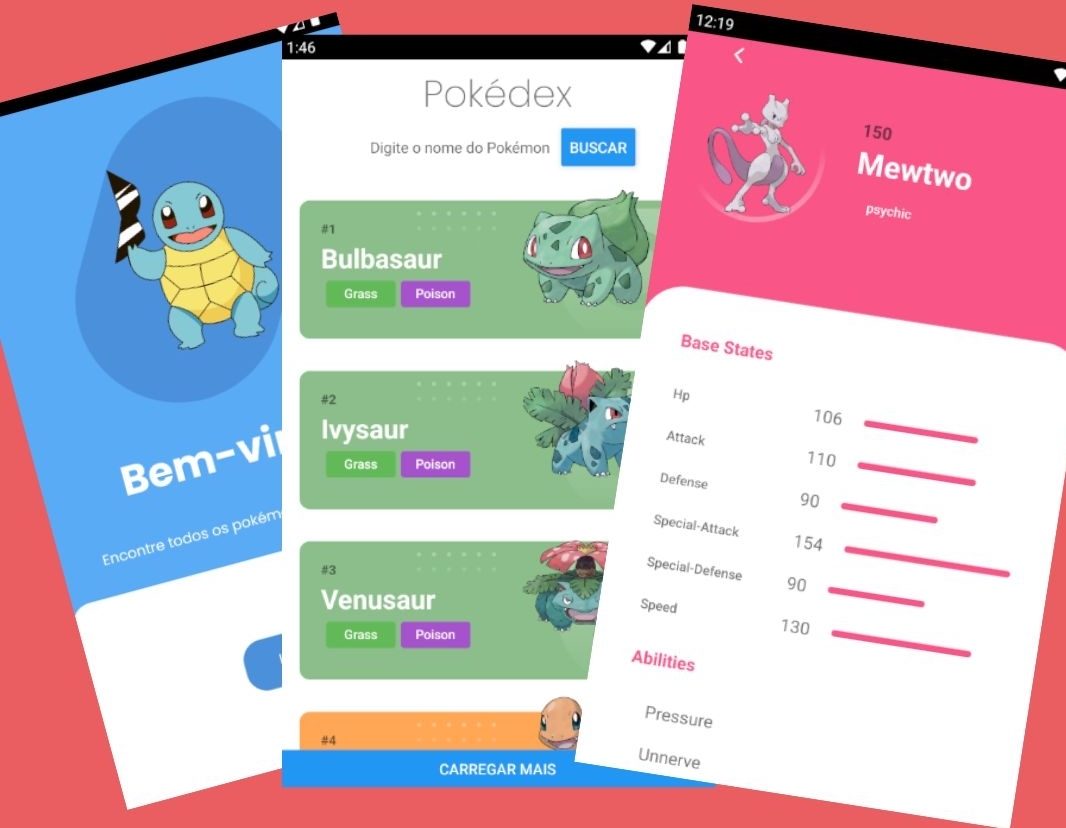 Bem-vi
Encontre todos os pokém
1:46
Pokédex
Digite o nome do Pokémon
BUSCAR
#1
Bulbasaur
Grass Poison
#2
Ivysaur
Grass Poison
#3
Venusaur
Grass Poison
#4
CARREGAR MAIS
12:19
150
Mewtwo
psychic
Base States
Hp 106
Attack 110
Defense 90
Special-Attack 154
Special-Defense 90
Speed 130
Abilities
Pressure
Unnerve